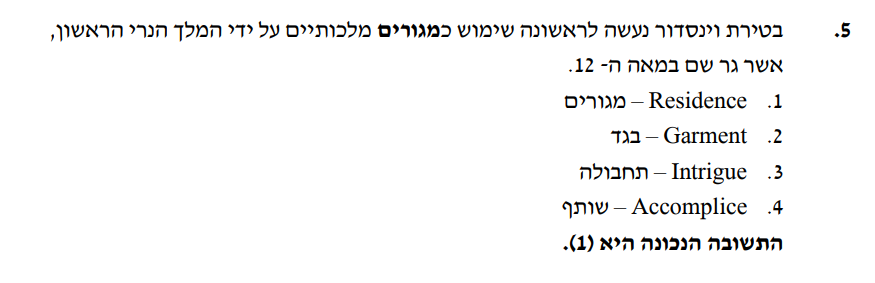 5. בטירת וינסדור נעשה לראשונה שימוש כמגורים מלכותיים על ידי המלך הנרי הראשון,
אשר גר שם במאה ה- 12.
1. Residence – מגורים
2. Garment – בגד
3. Intrigue – תחבולה
4. Accomplice – שותף
התשובה הנכונה היא (1).